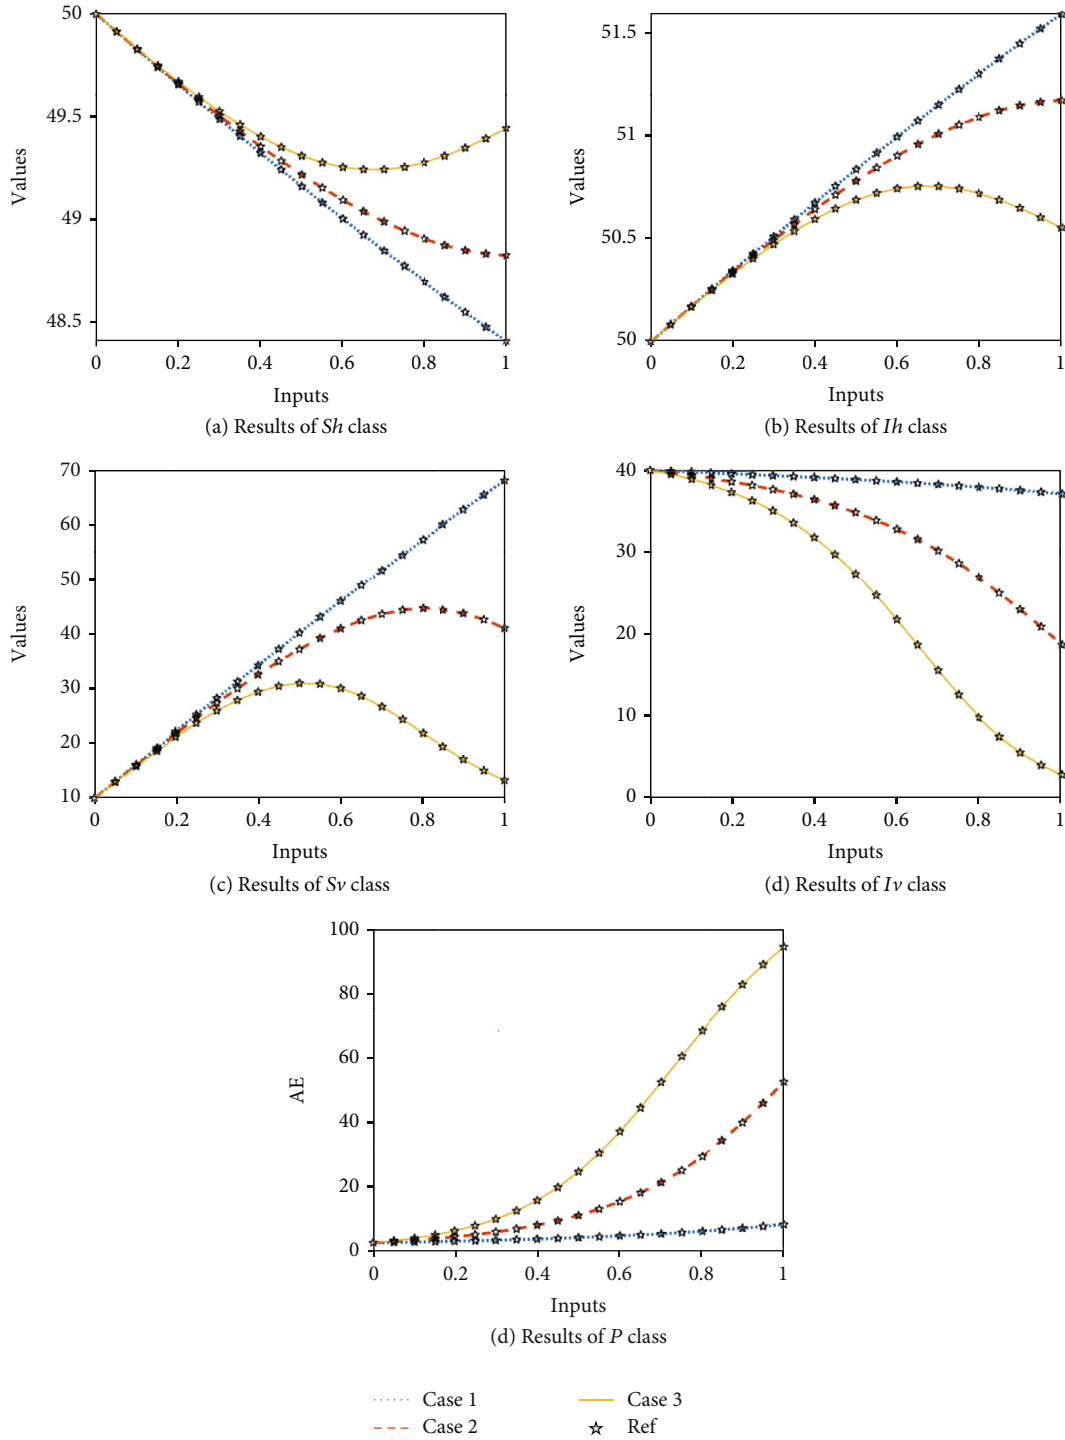 50
49.5
49
48.5
Values
0 0.2 0.4 0.6 0.8 1
Inputs
(a) Results of Sh class
51.5
51
50.5
50
Values
0 0.2 0.4 0.6 0.8 1
Inputs
(b) Results of Ih class
70
60
50
40
30
20
10
Values
0 0.2 0.4 0.6 0.8 1
Inputs
(c) Results of Sv class
40
30
20
10
0
Values
0 0.2 0.4 0.6 0.8 1
Inputs
(d) Results of Iv class
100
80
60
40
20
0
AE
0 0.2 0.4 0.6 0.8 1
Inputs
(d) Results of P class
Case 1
Case 2
Case 3
Ref